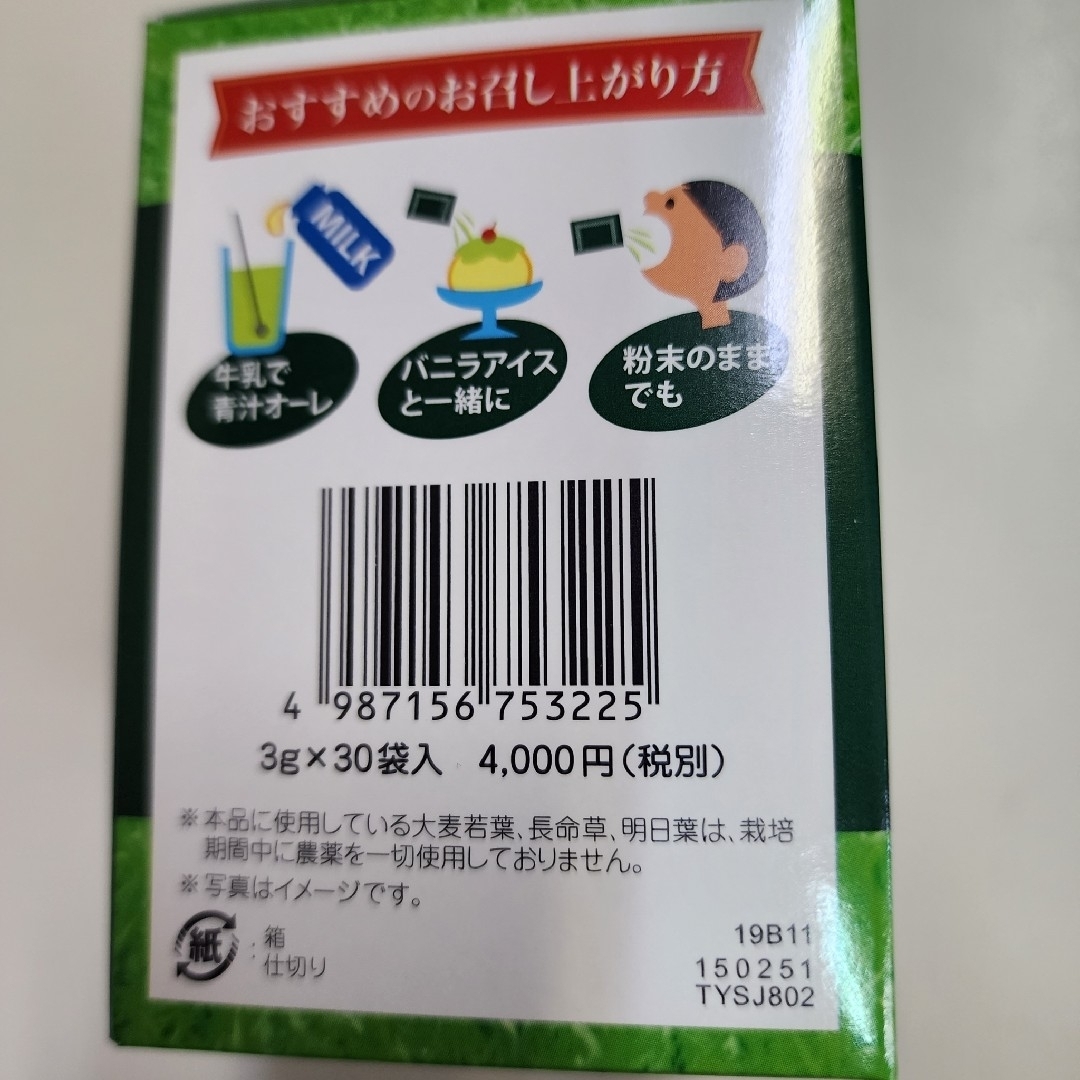 おすすめのお召し上がり方
MILK
牛乳で
青汁オーレ
バニラアイス
と一緒に
粉末のまま
でも
4 987156 753225
3g×30袋入 4,000円(税別)
※本品に使用している大麦若葉、長命草、明日葉は、栽培
期間中に農薬を一切使用しておりません。
※写真はイメージです。
紙 : 箱
仕切り
19B11
150251
TYSJ802